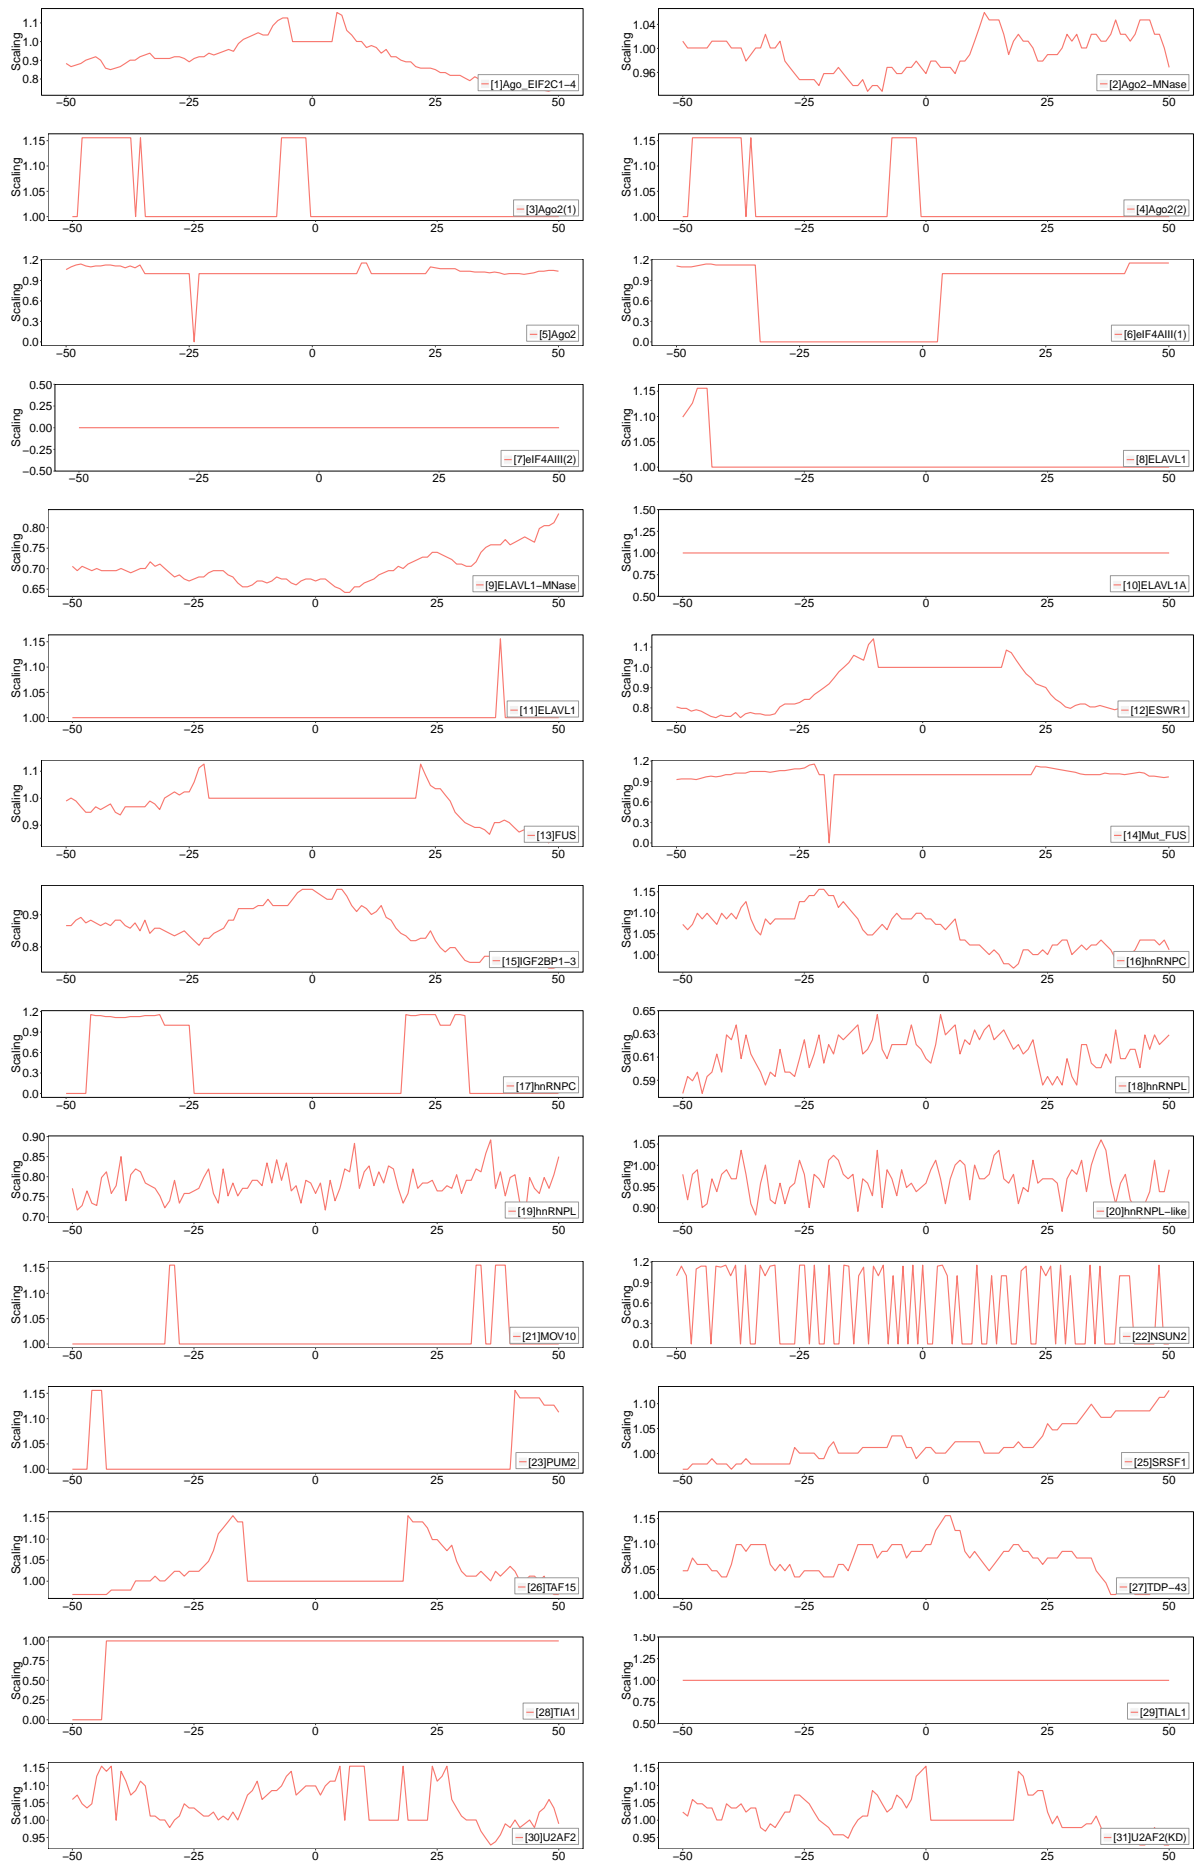 Scaling
1.1
1.0
0.9
0.8
[1]Ago_EIF2C1-4
-50 -25 0 25 50
Scaling
1.04
1.00
0.96
[2]Ago2-MNase
-50 -25 0 25 50
Scaling
1.15
1.10
1.05
1.00
[3]Ago2(1)
-50 -25 0 25 50
Scaling
1.15
1.10
1.05
1.00
[4]Ago2(2)
-50 -25 0 25 50
Scaling
1.2
0.9
0.6
0.3
0.0
[5]Ago2
-50 -25 0 25 50
Scaling
1.2
0.9
0.6
0.3
0.0
[6]eIF4AIII(1)
-50 -25 0 25 50
Scaling
0.50
0.25
0.00
-0.25
-0.50
[7]eIF4AIII(2)
-50 -25 0 25 50
Scaling
1.15
1.10
1.05
1.00
[8]ELAVL1
-50 -25 0 25 50
Scaling
0.80
0.75
0.70
0.65
[9]ELAVL1-MNase
-50 -25 0 25 50
Scaling
1.50
1.25
1.00
0.75
0.50
[10]ELAVL1A
-50 -25 0 25 50
Scaling
1.15
1.10
1.05
1.00
[11]ELAVL1
-50 -25 0 25 50
Scaling
1.1
1.0
0.9
0.8
[12]ESWR1
-50 -25 0 25 50
Scaling
1.1
1.0
0.9
[13]FUS
-50 -25 0 25 50
Scaling
1.2
0.9
0.6
0.3
0.0
[14]Mut_FUS
-50 -25 0 25 50
Scaling
0.9
0.8
[15]IGF2BP1-3
-50 -25 0 25 50
Scaling
1.15
1.10
1.05
1.00
[16]hnRNPC
-50 -25 0 25 50
Scaling
1.2
0.9
0.6
0.3
0.0
[17]hnRNPC
-50 -25 0 25 50
Scaling
0.65
0.63
0.61
0.59
[18]hnRNPL
-50 -25 0 25 50
Scaling
0.90
0.85
0.80
0.75
0.70
[19]hnRNPL
-50 -25 0 25 50
Scaling
1.05
1.00
0.95
0.90
[20]hnRNPL-like
-50 -25 0 25 50
Scaling
1.15
1.10
1.05
1.00
[21]MOV10
-50 -25 0 25 50
Scaling
1.2
0.9
0.6
0.3
0.0
[22]NSUN2
-50 -25 0 25 50
Scaling
1.15
1.10
1.05
1.00
[23]PUM2
-50 -25 0 25 50
Scaling
1.10
1.05
1.00
[25]SRSF1
-50 -25 0 25 50
Scaling
1.15
1.10
1.05
1.00
[26]TAF15
-50 -25 0 25 50
Scaling
1.15
1.10
1.05
1.00
[27]TDP-43
-50 -25 0 25 50
Scaling
1.00
0.75
0.50
0.25
0.00
[28]TIA1
-50 -25 0 25 50
Scaling
1.50
1.25
1.00
0.75
0.50
[29]TIAL1
-50 -25 0 25 50
Scaling
1.15
1.10
1.05
1.00
0.95
[30]U2AF2
-50 -25 0 25 50
Scaling
1.15
1.10
1.05
1.00
0.95
[31]U2AF2(KD)
-50 -25 0 25 50